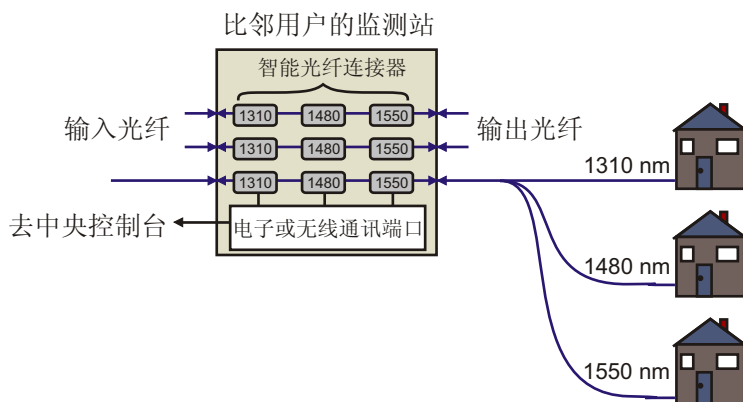 比邻用户的监测站
智能光纤连接器
输入光纤
1310 1480 1550
1310 1480 1550
1310 1480 1550
输出光纤
1310 nm
去中央控制台
电子或无线通讯端口
1480 nm
1550 nm